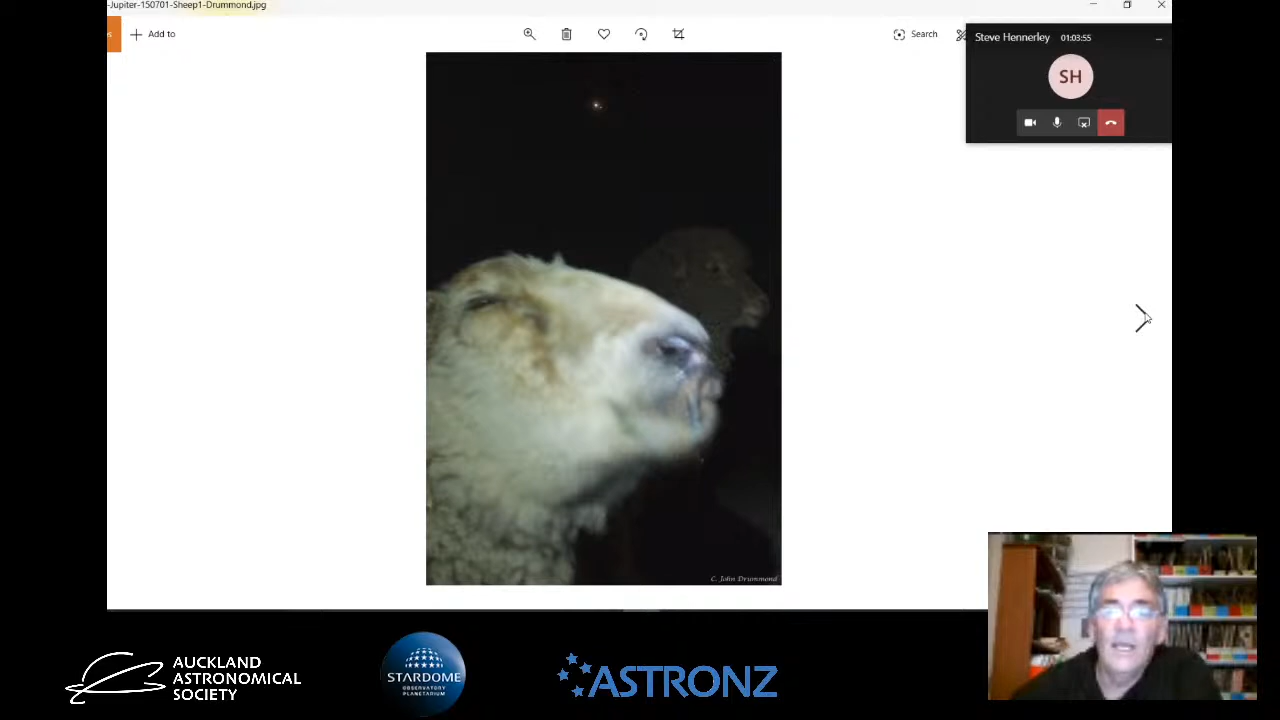 -Jupiter-150701-Sheep1-Drummond.jpg
Add to
Search
Steve Hennerley 01:03:55
SH
C. John Drummond
AUCKLAND
ASTRONOMICAL
SOCIETY
STARDOME
OBSERVATORY
PLANETARIUM
ASTRONZ